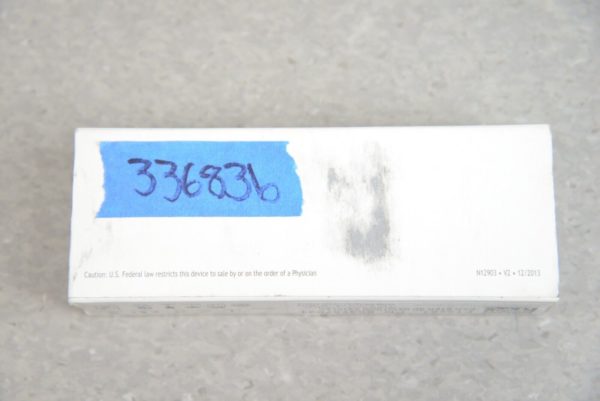 336836
Caution: U.S. Federal law restricts this device to sale by or on the order of a Physician.
N12903 • V2 • 12/2013